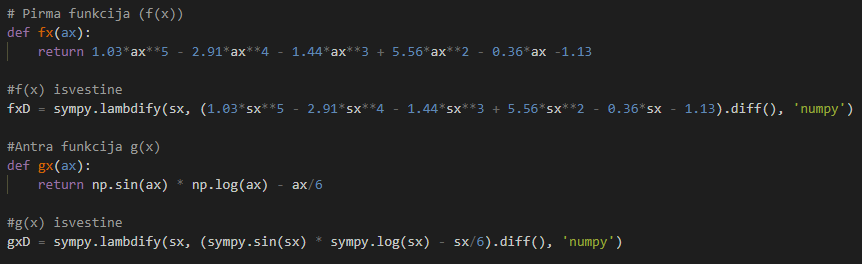 # Pirma funkcija (f(x))
def fx(ax):
    return 1.03*ax**5 - 2.91*ax**4 - 1.44*ax**3 + 5.56*ax**2 - 0.36*ax -1.13
#f(x) isvestine
fxD = sympy.lambdify(sx, (1.03*sx**5 - 2.91*sx**4 - 1.44*sx**3 + 5.56*sx**2 - 0.36*sx - 1.13).diff(), 'numpy')
#Antra funkcija g(x)
def gx(ax):
    return np.sin(ax) * np.log(ax) - ax/6
#g(x) isvestine
gxD = sympy.lambdify(sx, (sympy.sin(sx) * sympy.log(sx) - sx/6).diff(), 'numpy')